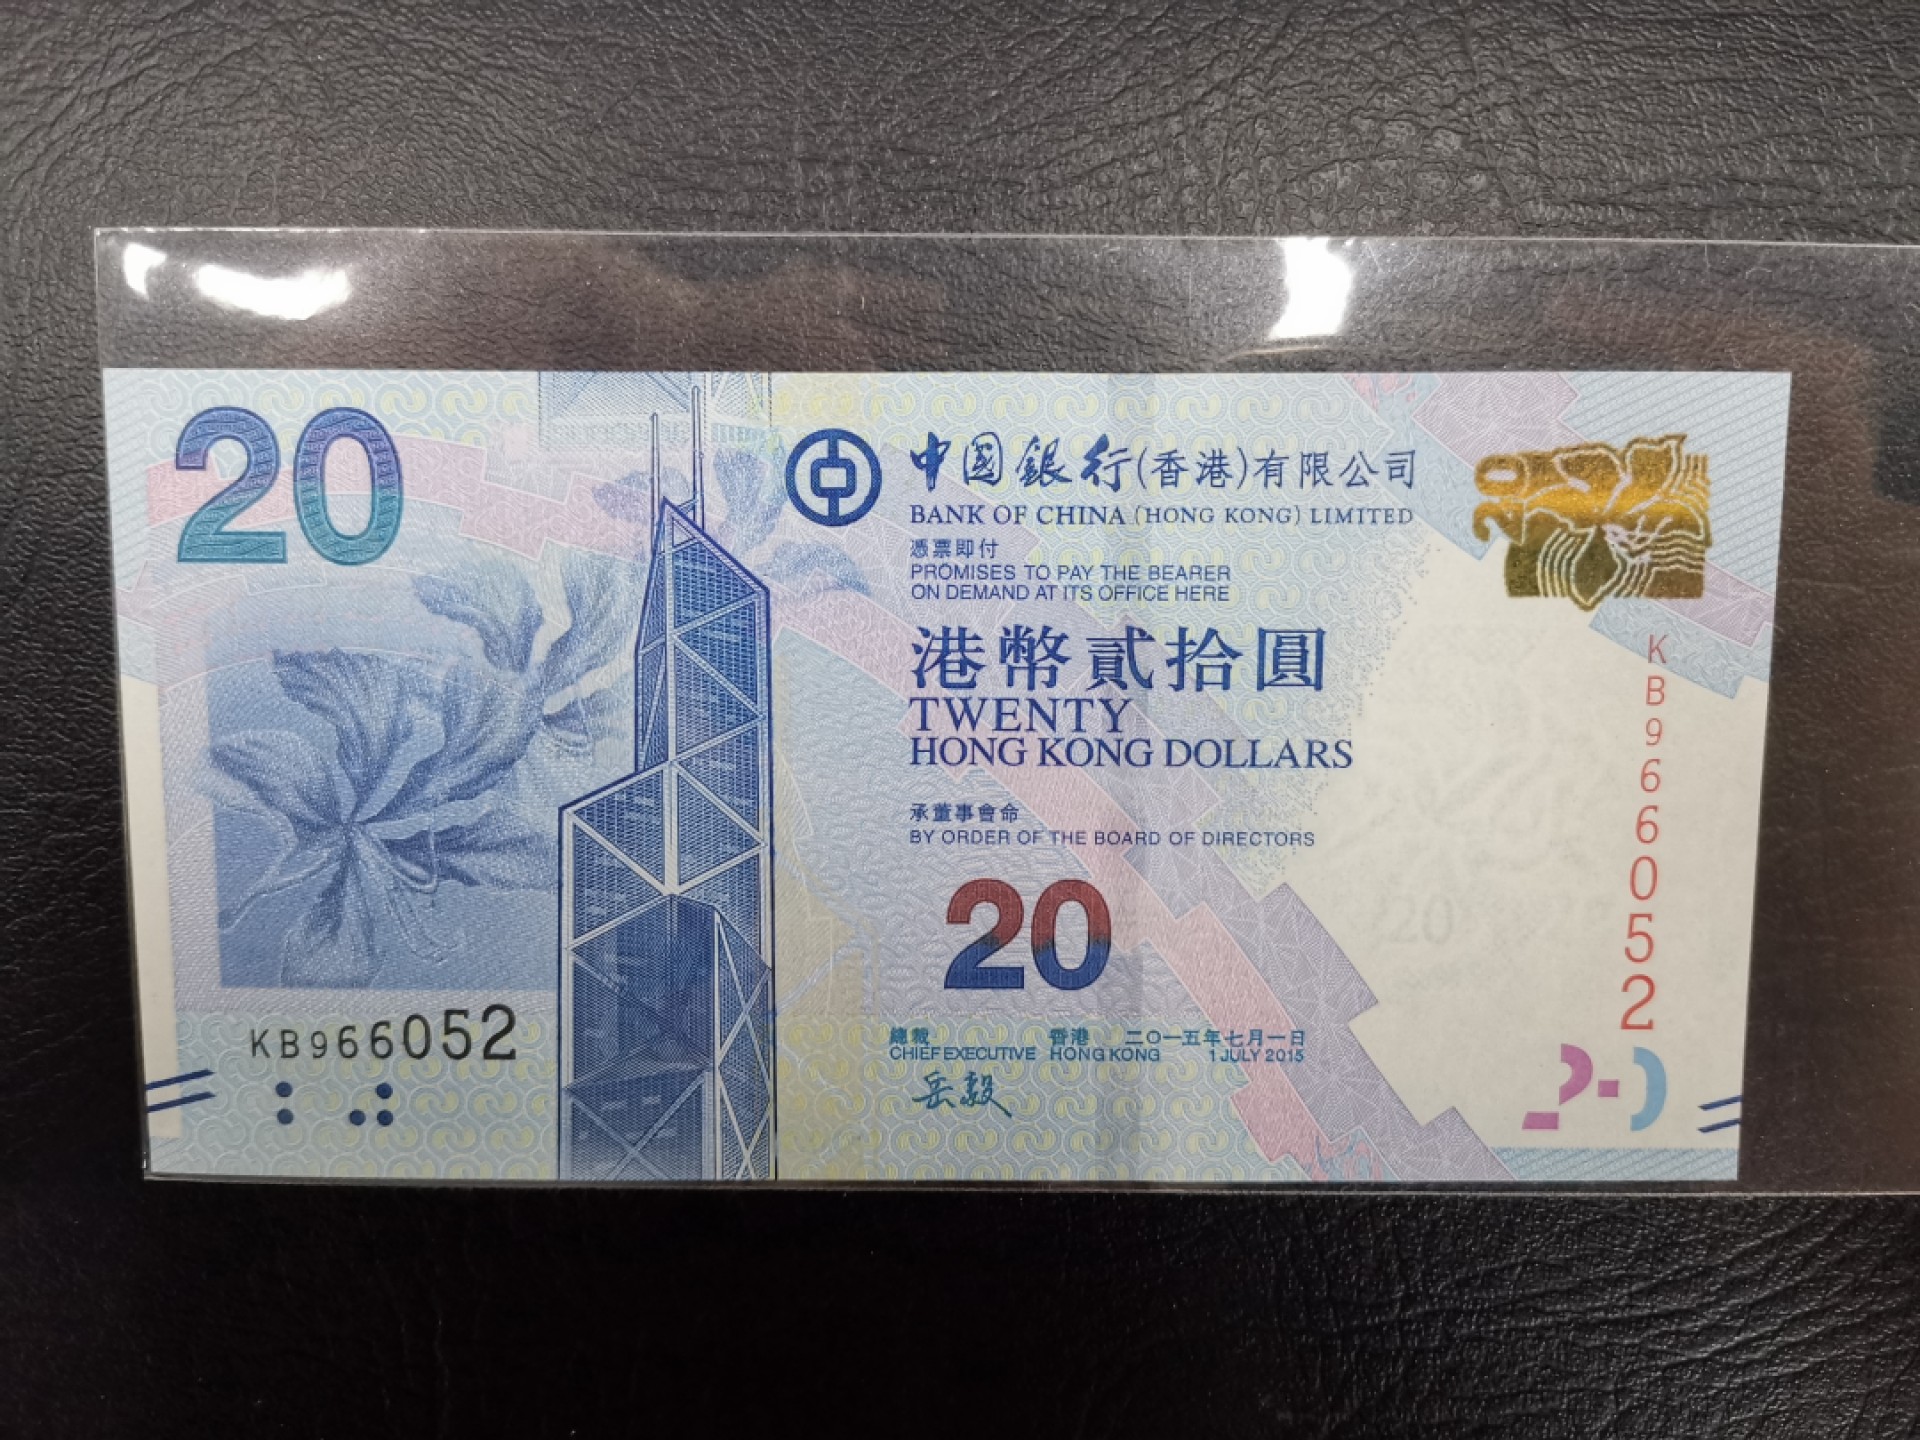 20
中國銀行(香港)有限公司
BANK OF CHINA (HONG KONG) LIMITED
憑票即付
PROMISES TO PAY THE BEARER
ON DEMAND AT ITS OFFICE HERE
港幣貳拾圓
TWENTY
HONG KONG DOLLARS
承董事會命
BY ORDER OF THE BOARD OF DIRECTORS
20
總裁 香港 二〇一五年七月一日
CHIEF EXECUTIVE HONG KONG 1 JULY 2015
岳毅
KB966052
20
KB966052
20